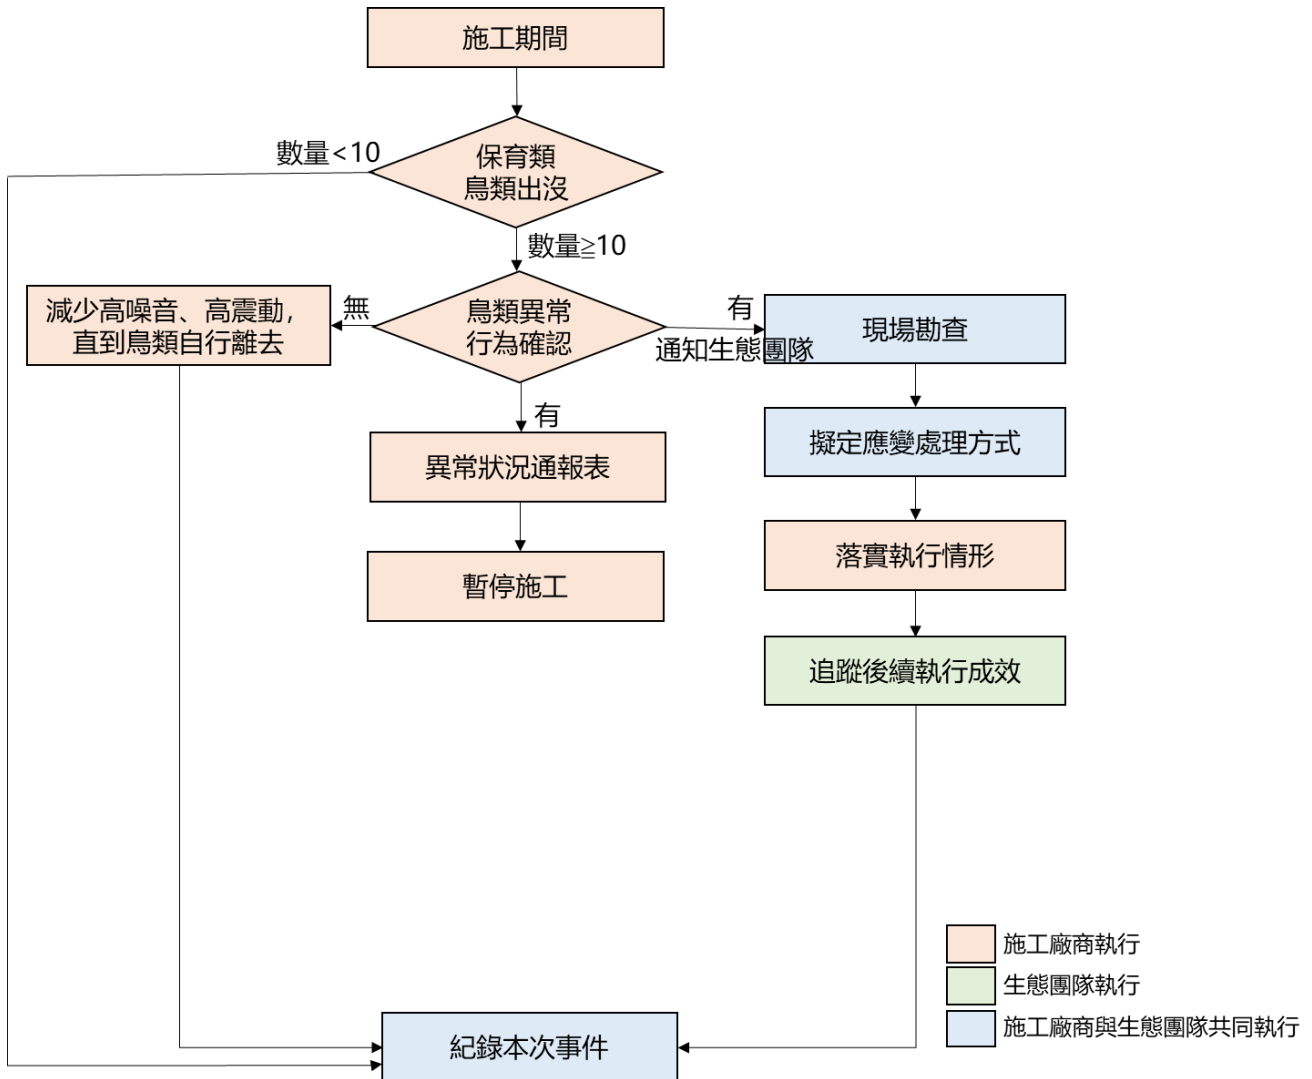 施工期間
數量<10
保育類
鳥類出沒
數量≧10
減少高噪音、高震動，
直到鳥類自行離去
無
鳥類異常
行為確認
有
通知生態團隊
現場勘查
有
擬定應變處理方式
異常狀況通報表
落實執行情形
暫停施工
追蹤後續執行成效
施工廠商執行
生態團隊執行
施工廠商與生態團隊共同執行
紀錄本次事件